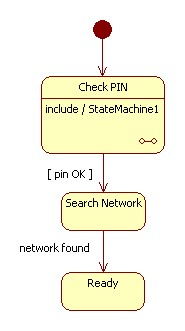 Check PIN
include / StateMachine1
[ pin OK ]
Search Network
network found
Ready